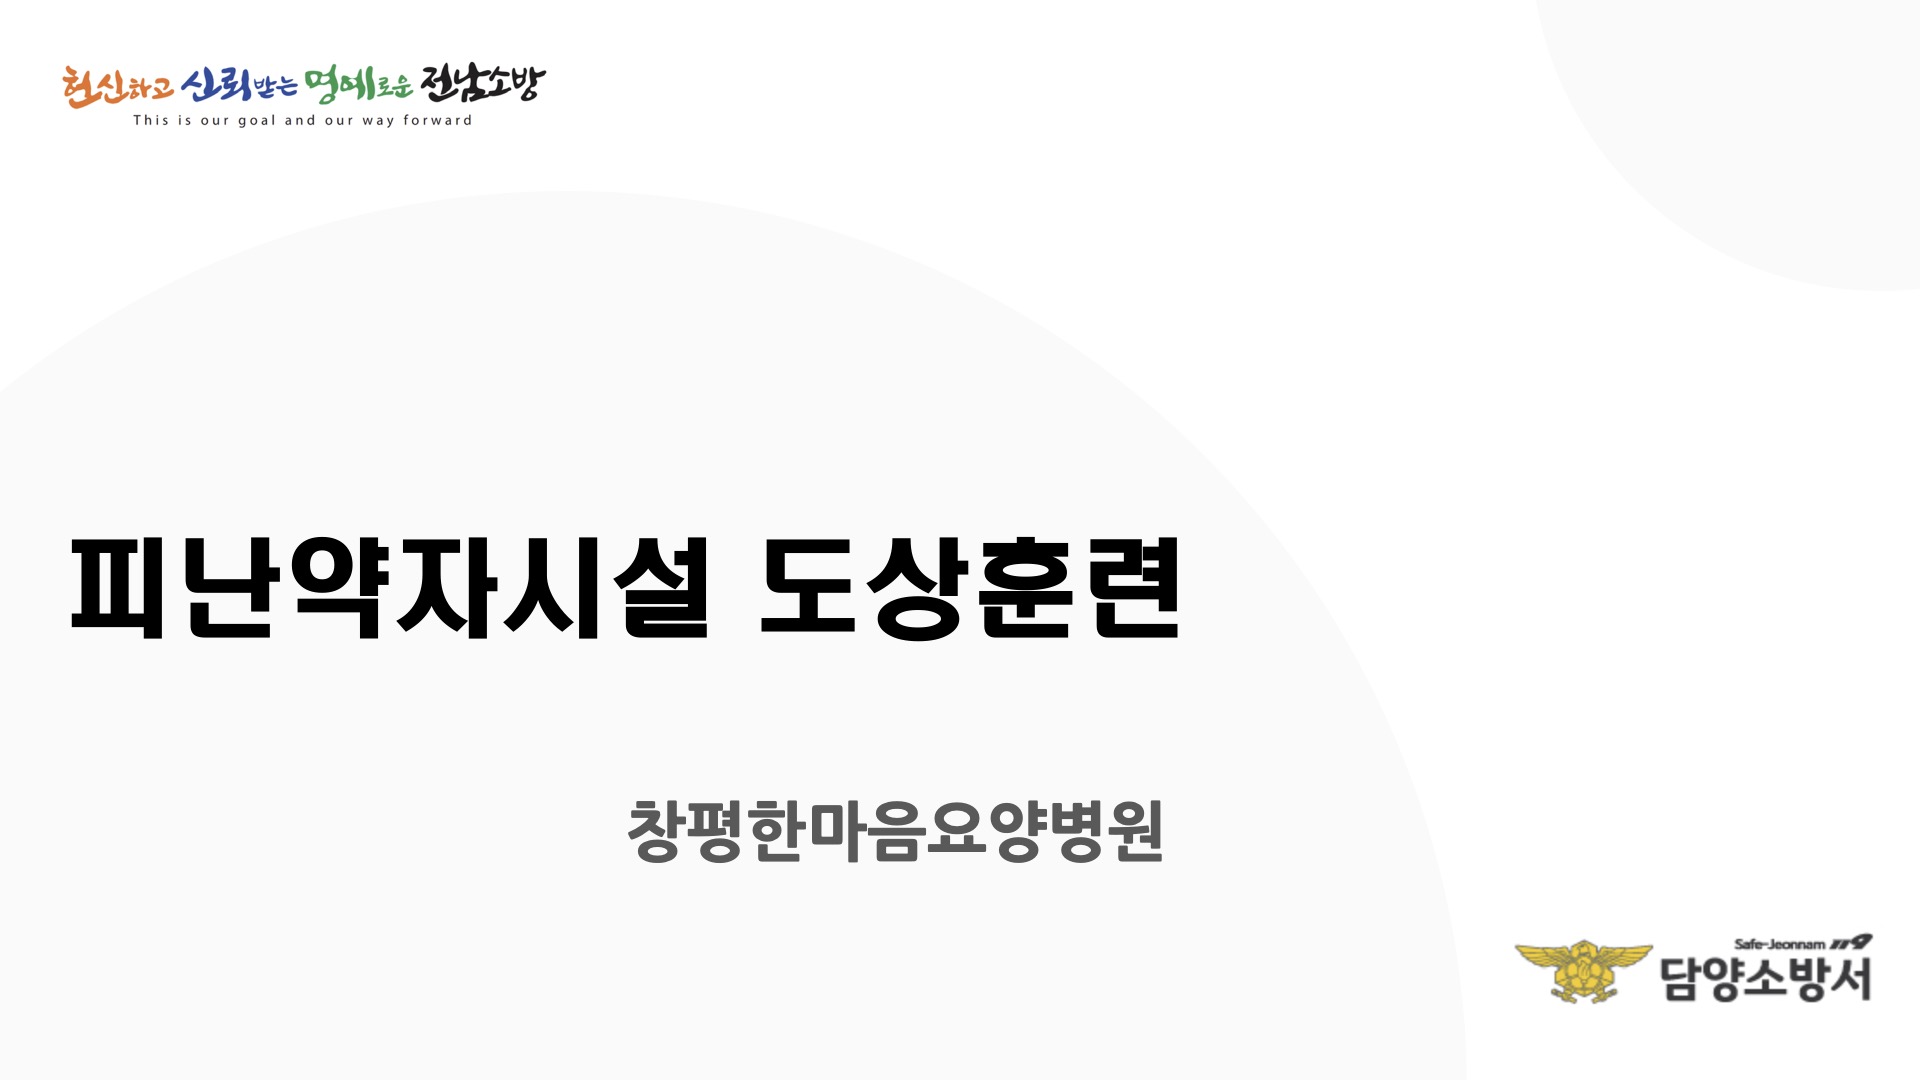 헌신하고 신뢰받는 명예로운 전남소방
This is our goal and our way forward
피난약자시설 도상훈련
창평한마음요양병원
Safe-Jeonnam 119
담양소방서